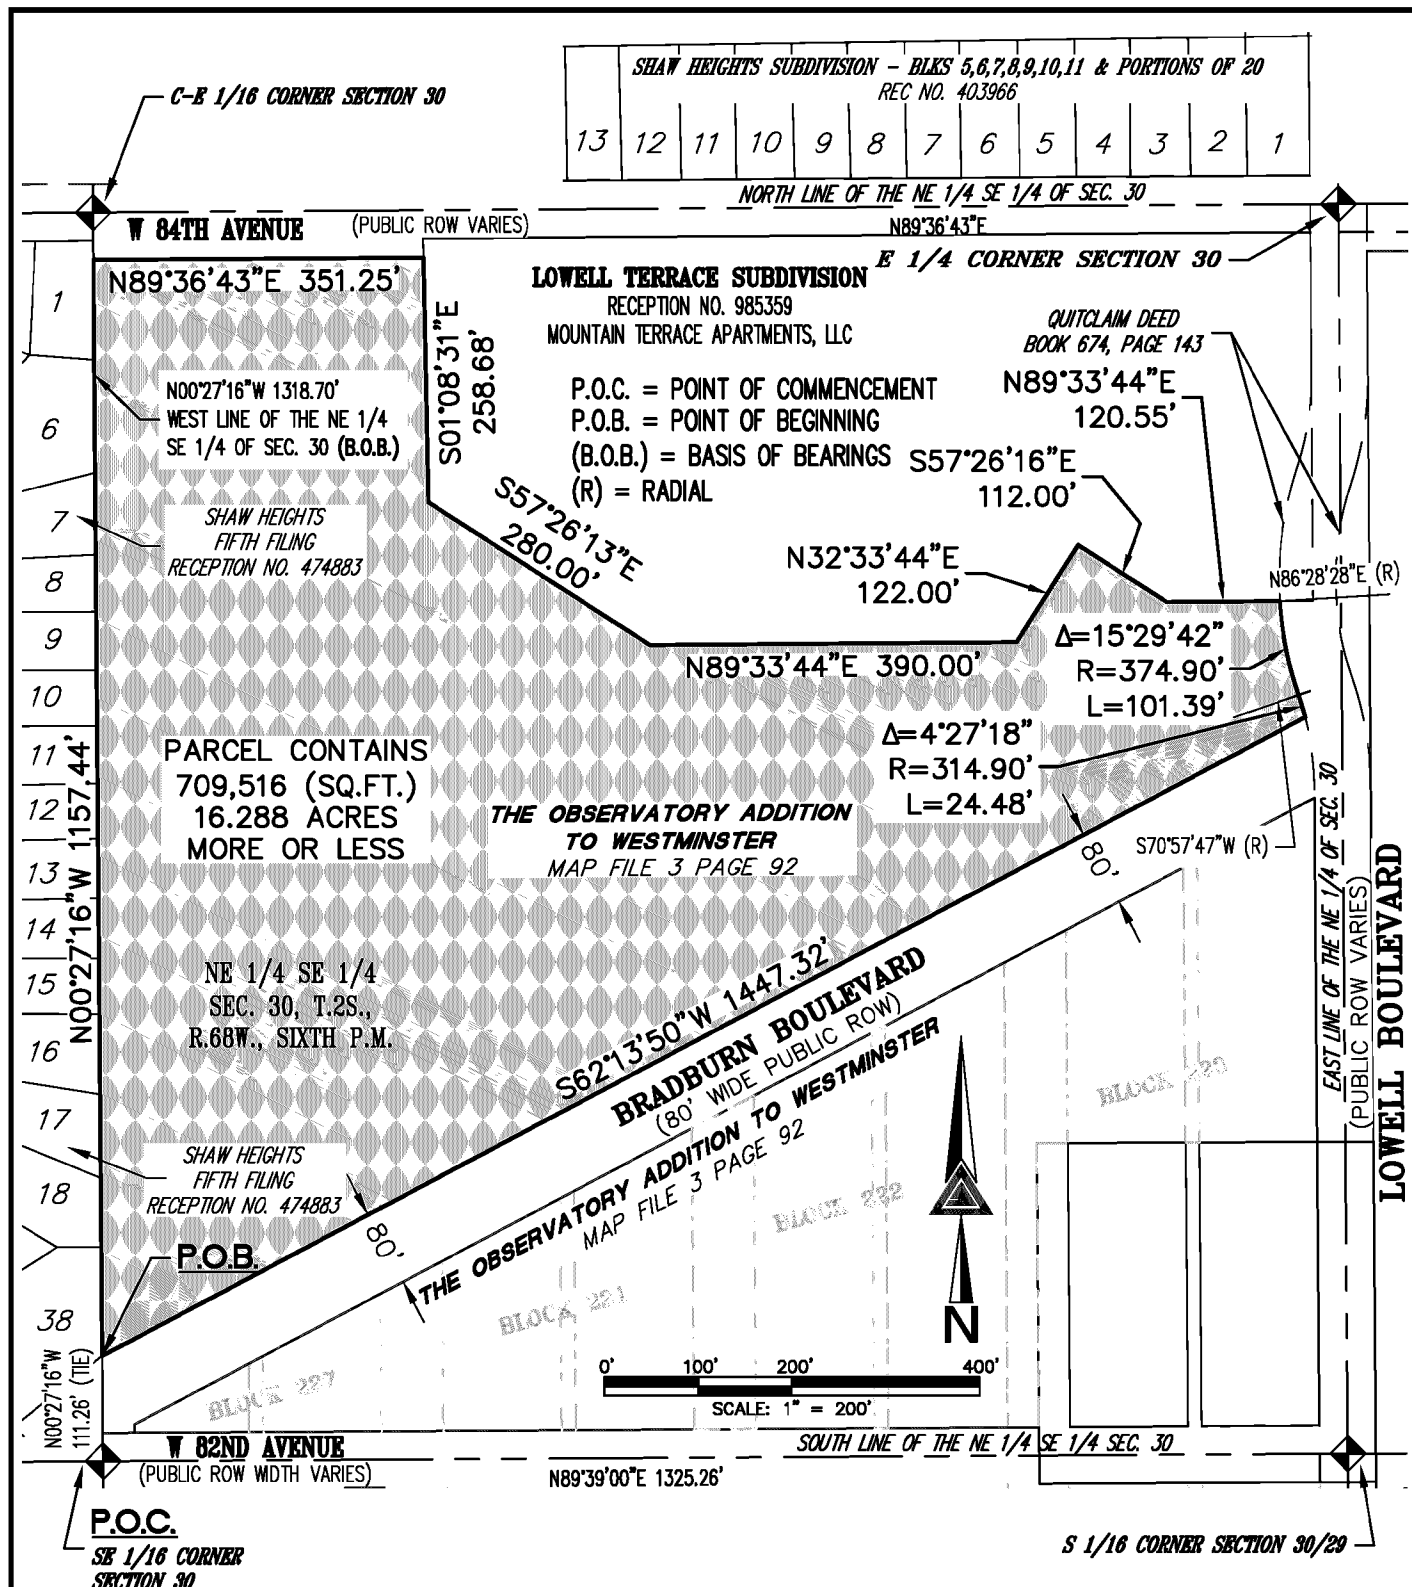 SHAW HEIGHTS SUBDIVISION - BLKS 5,6,7,8,9,10,11 & PORTIONS OF 20
REC NO. 403966
C-E 1/16 CORNER SECTION 30
13 12 11 10 9 8 7 6 5 4 3 2 1
NORTH LINE OF THE NE 1/4 SE 1/4 OF SEC. 30
W 84TH AVENUE (PUBLIC ROW VARIES)
N89°36'43"E
E 1/4 CORNER SECTION 30
N89°36'43"E 351.25'
LOWELL TERRACE SUBDIVISION
RECEPTION NO. 985359
MOUNTAIN TERRACE APARTMENTS, LLC
S01°08'31"E
258.68'
QUITCLAIM DEED
BOOK 674, PAGE 143
N00°27'16"W 1318.70'
WEST LINE OF THE NE 1/4
SE 1/4 OF SEC. 30 (B.O.B.)
P.O.C. = POINT OF COMMENCEMENT
P.O.B. = POINT OF BEGINNING
(B.O.B.) = BASIS OF BEARINGS
(R) = RADIAL
N89°33'44"E
120.55'
S57°26'16"E
112.00'
S57°26'13"E
280.00'
SHAW HEIGHTS
FIFTH FILING
RECEPTION NO. 474883
N32°33'44"E
122.00'
N86°28'28"E (R)
Δ=15°29'42"
R=374.90'
L=101.39'
N89°33'44"E 390.00'
Δ=4°27'18"
R=314.90'
L=24.48'
1
6
7
8
9
10
11
12
13
14
15
16
17
18
38
N00°27'16"W 1157.44'
PARCEL CONTAINS
709,516 (SQ.FT.)
16.288 ACRES
MORE OR LESS
THE OBSERVATORY ADDITION
TO WESTMINSTER
MAP FILE 3 PAGE 92
80'
S70°57'47"W (R)
EAST LINE OF THE NE 1/4 OF SEC. 30
(PUBLIC ROW VARIES)
LOWELL BOULEVARD
NE 1/4 SE 1/4
SEC. 30, T.2S.,
R.68W., SIXTH P.M.
S62°13'50"W 1447.32'
BRADBURN BOULEVARD
(80' WIDE PUBLIC ROW)
THE OBSERVATORY ADDITION TO WESTMINSTER
MAP FILE 3 PAGE 92
BLOCK 220
BLOCK 222
BLOCK 221
BLOCK 227
SHAW HEIGHTS
FIFTH FILING
RECEPTION NO. 474883
80'
P.O.B.
N
0' 100' 200' 400'
SCALE: 1" = 200'
N00°27'16"W
111.26' (TIE)
W 82ND AVENUE
(PUBLIC ROW WIDTH VARIES)
SOUTH LINE OF THE NE 1/4 SE 1/4 SEC. 30
N89°39'00"E 1325.26'
P.O.C.
SE 1/16 CORNER
SECTION 30
S 1/16 CORNER SECTION 30/29